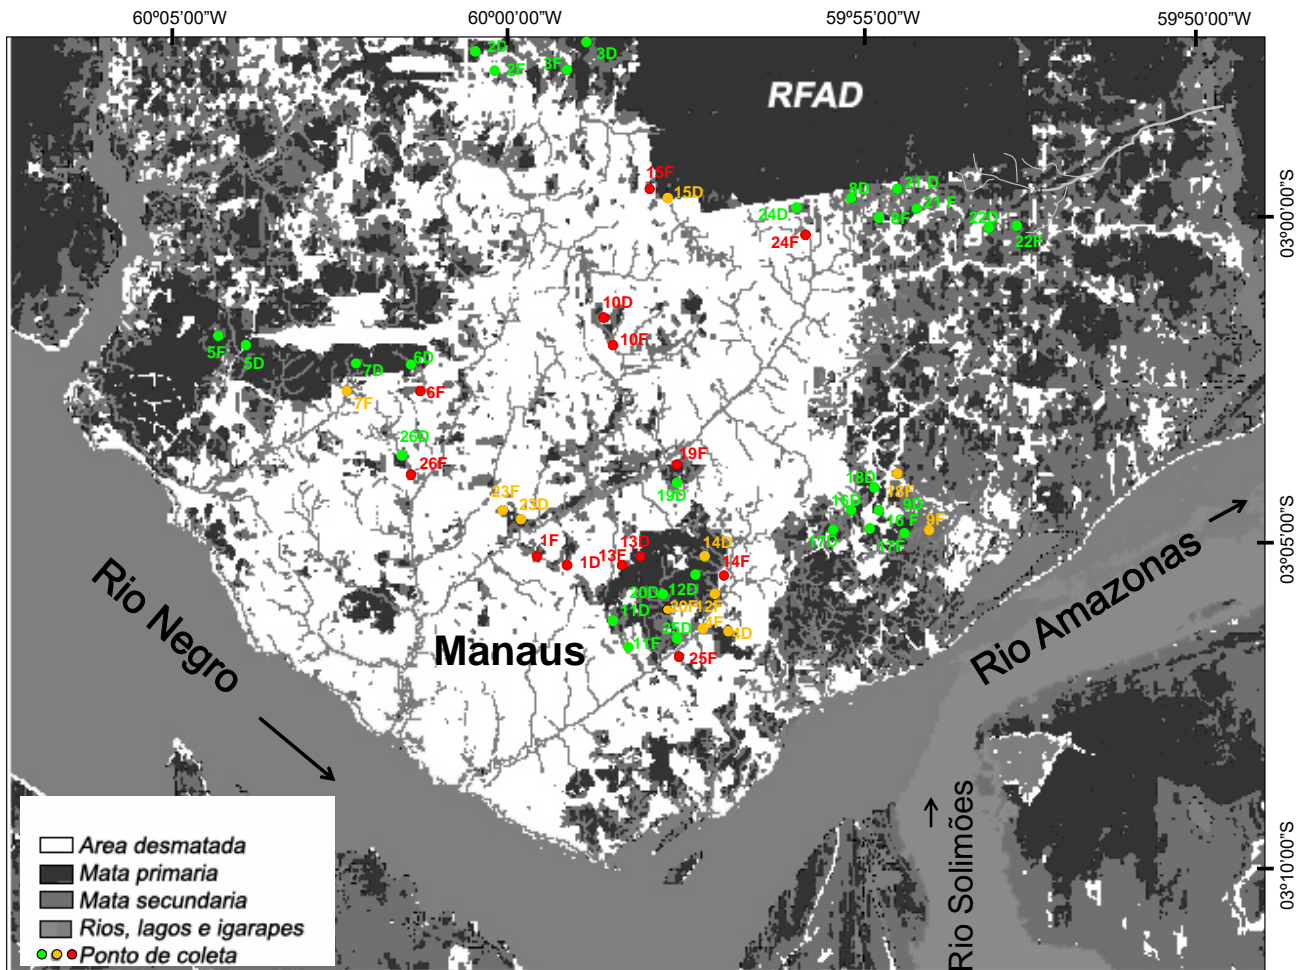 60º05'00"W
60º00'00"W
59º55'00"W
59º50'00"W
2D
3D
2F
3F
RFAD
15F
15D
8D
21 D
24D
8F
21 F
22D
24F
22F
03º00'00"S
10D
10F
5F
5D
7D
6D
7F
6F
26D
26F
19F
19D
18D
18F
23F
23D
16D
9D
16 F
9F
17D
17F
03º05'00"S
1F
1D
13F
13D
14D
14F
20D
12D
11D
20F
12F
25D
4F
4D
11F
25F
Manaus
Rio Negro
Rio Amazonas
Rio Solimões
03º10'00"S
Area desmatada
Mata primaria
Mata secundaria
Rios, lagos e igarapes
Ponto de coleta